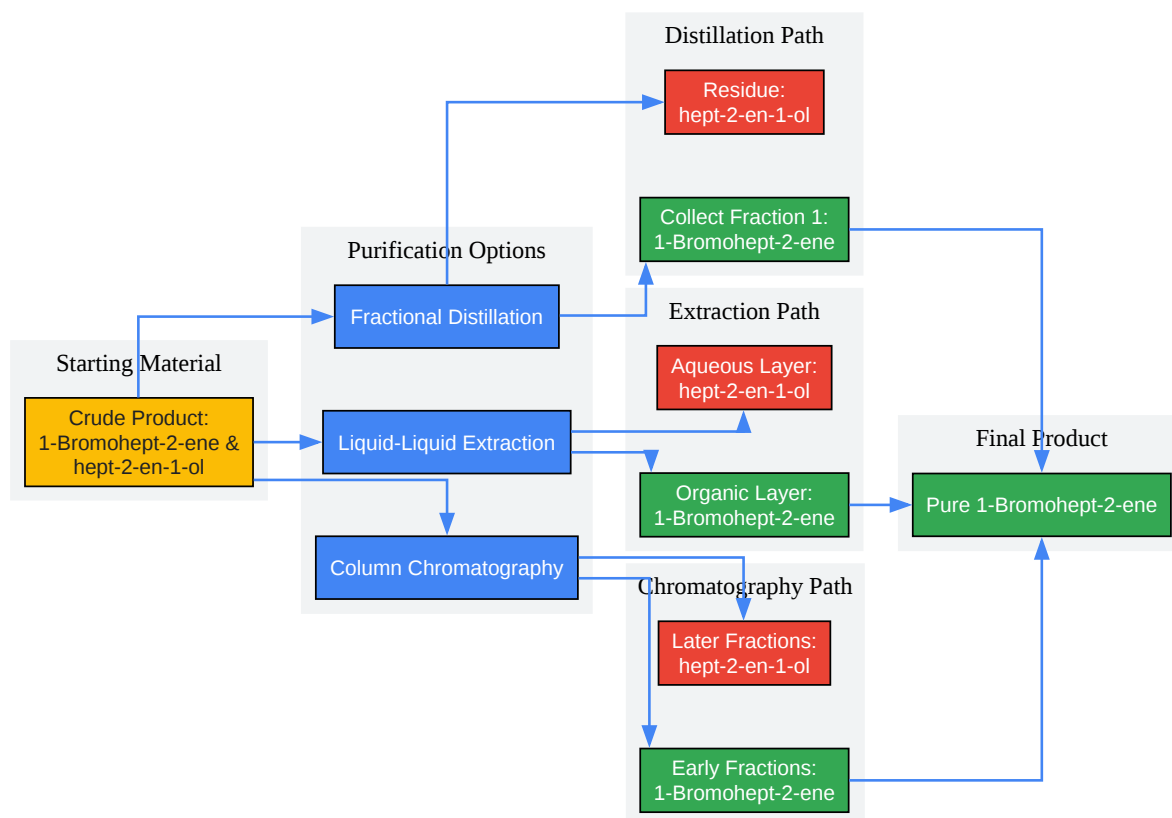 Distillation Path
Residue:
hept-2-en-1-ol
Collect Fraction 1:
1-Bromohept-2-ene
Purification Options
Fractional Distillation
Extraction Path
Starting Material
Aqueous Layer:
hept-2-en-1-ol
Crude Product:
1-Bromohept-2-ene &
hept-2-en-1-ol
Liquid-Liquid Extraction
Organic Layer:
1-Bromohept-2-ene
Final Product
Pure 1-Bromohept-2-ene
Column Chromatography
Chromatography Path
Later Fractions:
hept-2-en-1-ol
Early Fractions:
1-Bromohept-2-ene